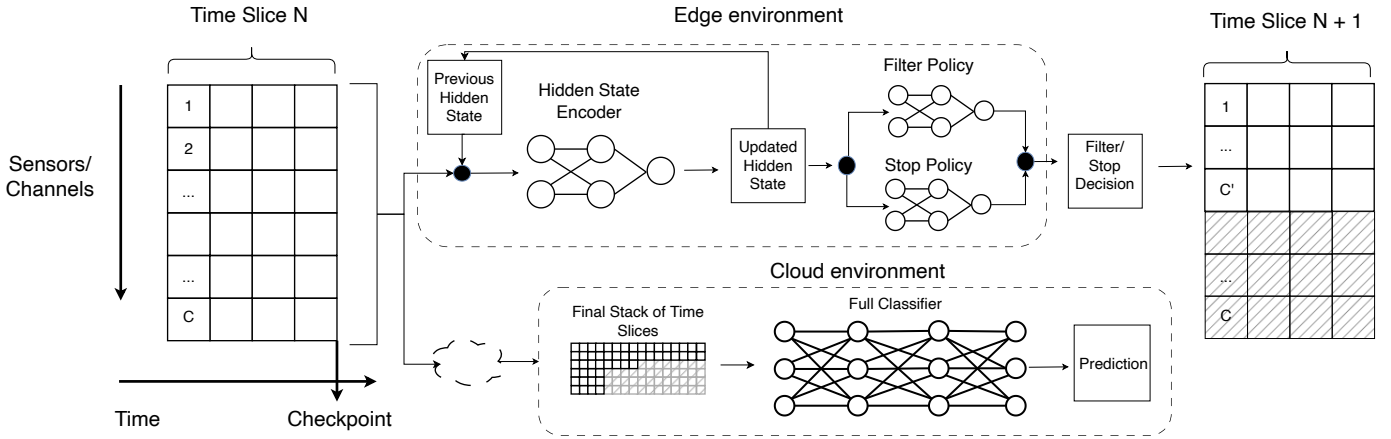 Time Slice N
Edge environment
Time Slice N + 1
Sensors/
Channels
1
2
...
...
C
Time
Checkpoint
Previous
Hidden
State
Hidden State
Encoder
Updated
Hidden
State
Filter Policy
Stop Policy
Filter/
Stop
Decision
1
...
C'
...
C
Cloud environment
Final Stack of Time
Slices
Full Classifier
Prediction